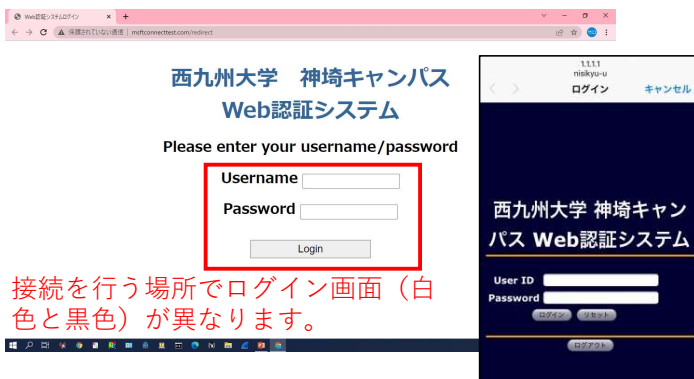 Web認証システムログイン
保護されていない通信 | msftconnecttest.com/redirect
西九州大学　神埼キャンパス
Web認証システム
Please enter your username/password
Username
Password
Login
接続を行う場所でログイン画面（白
色と黒色）が異なります。
1.1.1.1
nisikyu-u
ログイン
キャンセル
西九州大学 神埼キャン
パス Web認証システム
User ID
Password
ログイン リセット
ログアウト